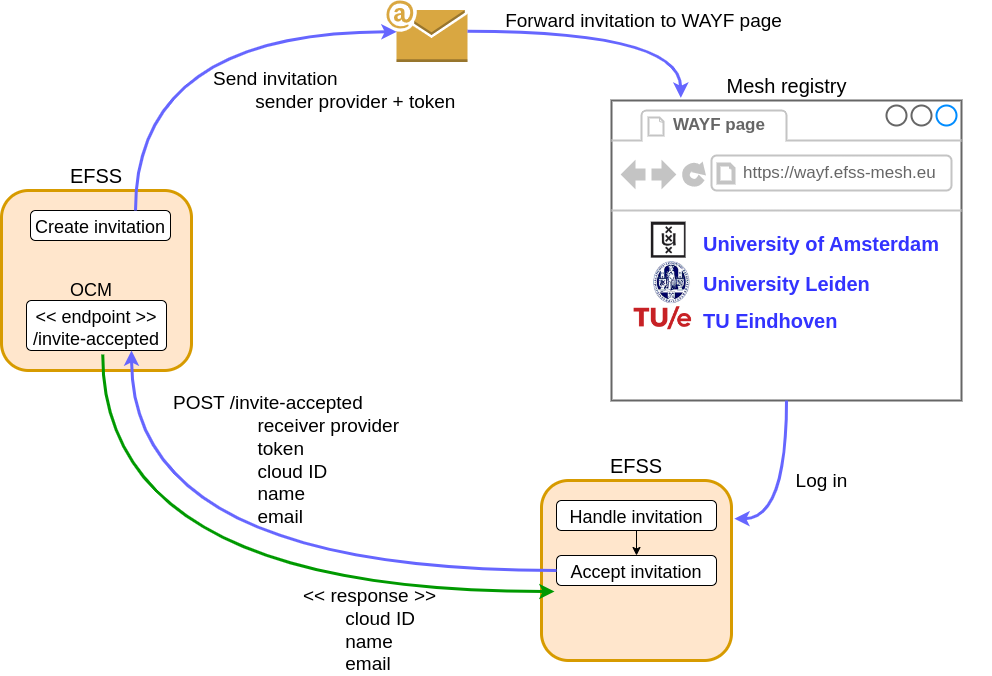 @
Forward invitation to WAYF page
Send invitation
sender provider + token
Mesh registry
WAYF page
https://wayf.efss-mesh.eu
University of Amsterdam
University Leiden
TU/e
TU Eindhoven
EFSS
Create invitation
OCM
<< endpoint >>
/invite-accepted
POST /invite-accepted
receiver provider
token
cloud ID
name
email
Log in
EFSS
Handle invitation
Accept invitation
<< response >>
cloud ID
name
email